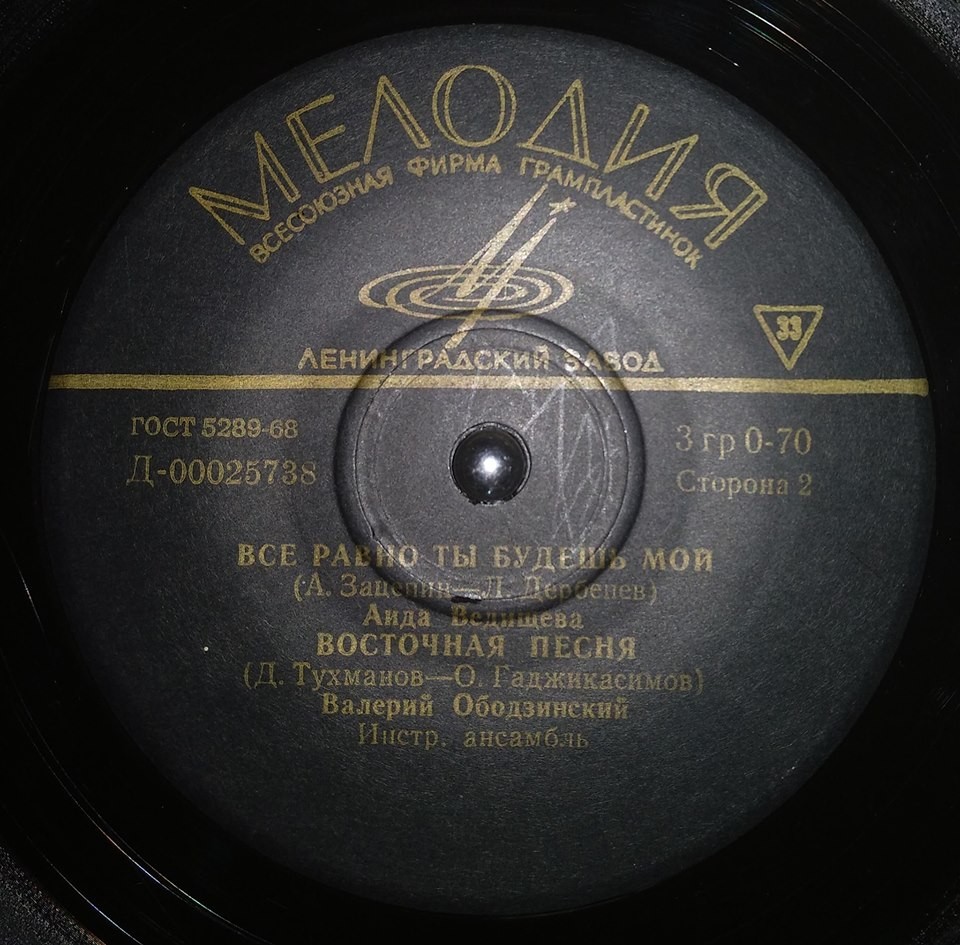 МЕЛОДИЯ
ВСЕСОЮЗНАЯ ФИРМА ГРАМПЛАСТИНОК
ЛЕНИНГРАДСКИЙ ЗАВОД
33
ГОСТ 5289-68
Д-00025738
3 гр 0-70
Сторона 2
ВСЕ РАВНО ТЫ БУДЕШЬ МОЙ
(А. Зацепин—Л. Дербенев)
Аида Ведищева
ВОСТОЧНАЯ ПЕСНЯ
(Д. Тухманов—О. Гаджикасимов)
Валерий Ободзинский
Инстр. ансамбль